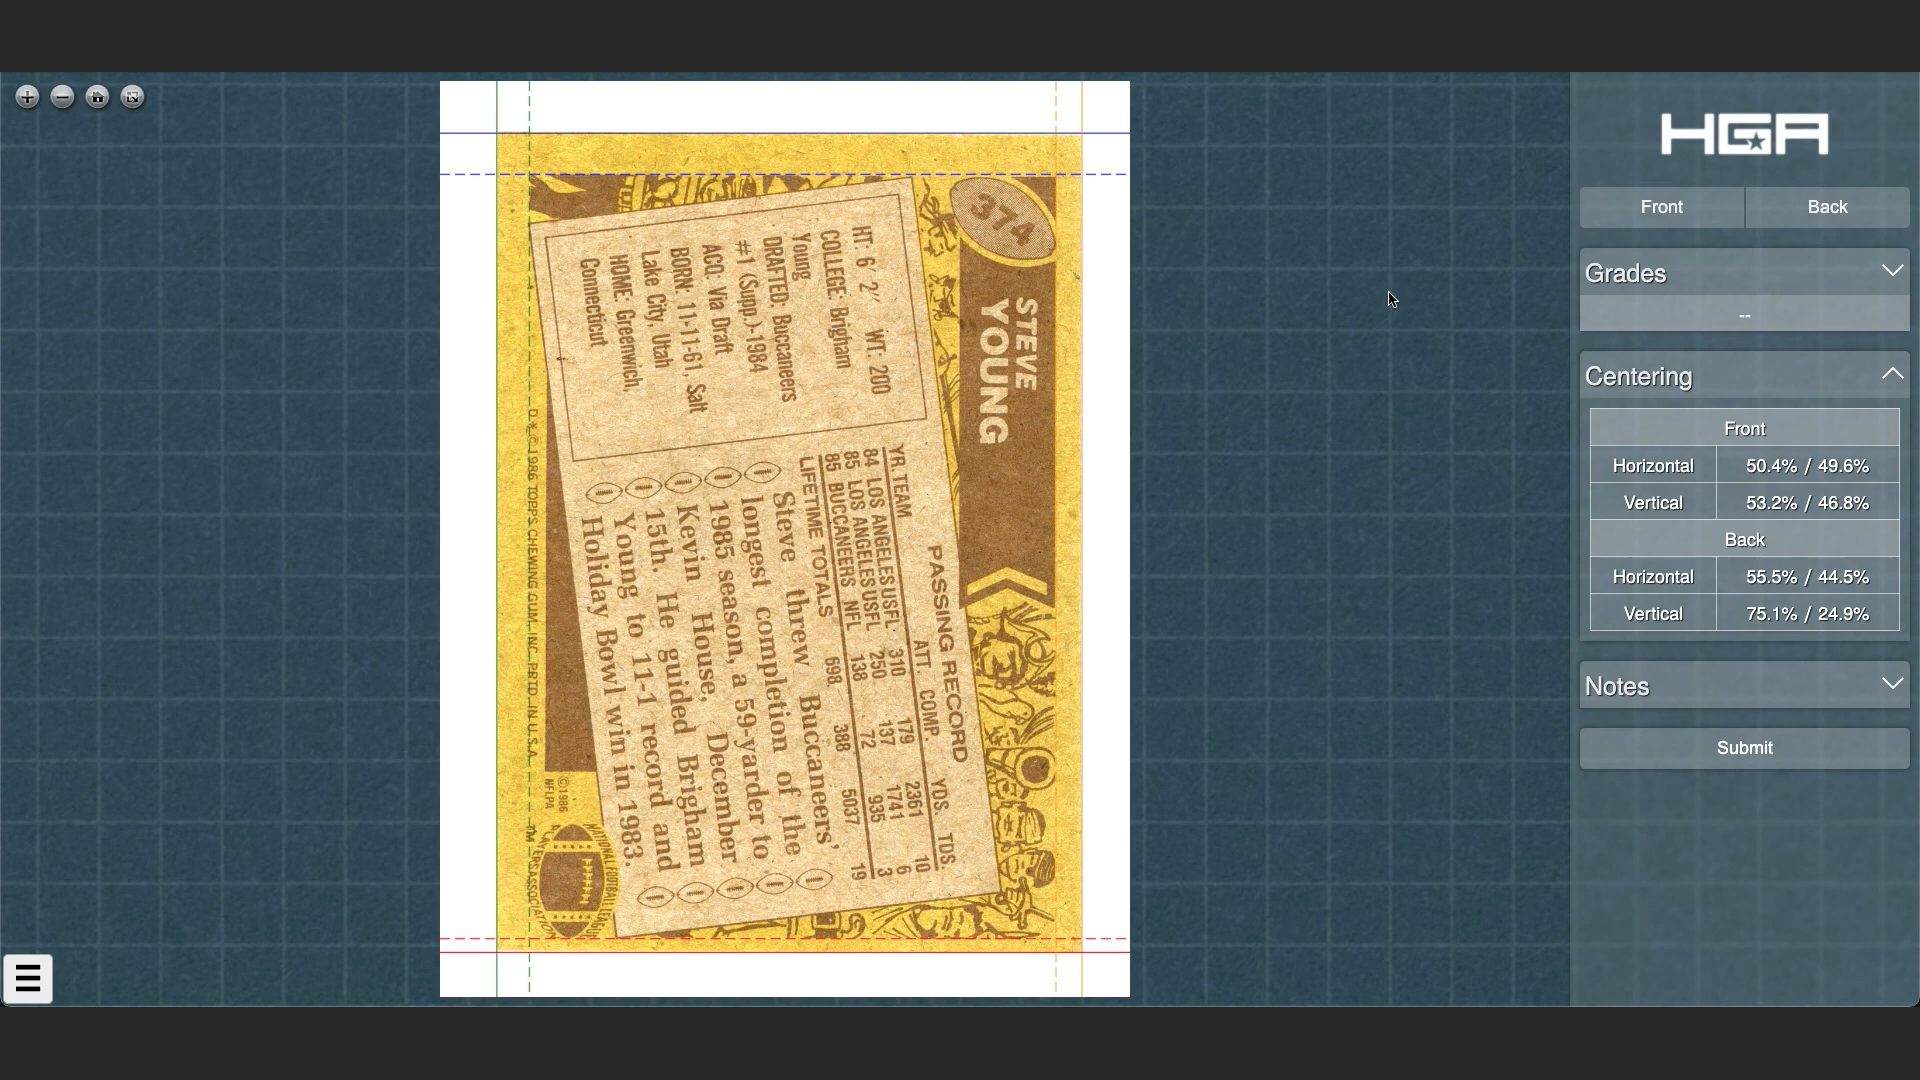 HGA
Front
Back
Grades
--
Centering
Front
Horizontal
50.4% / 49.6%
Vertical
53.2% / 46.8%
Back
Horizontal
55.5% / 44.5%
Vertical
75.1% / 24.9%
Notes
Submit
374
STEVE
YOUNG
HT: 6' 2" WT: 200
COLLEGE: Brigham
Young
DRAFTED: Buccaneers
#1 (Supp.)-1984
ACQ: Via Draft
BORN: 11-11-61, Salt
Lake City, Utah
HOME: Greenwich,
Connecticut
PASSING RECORD
YR. TEAM ATT. COMP. YDS. TDS.
84 LOS ANGELES USFL 310 179 2361 10
85 LOS ANGELES USFL 250 137 1741 6
85 BUCCANEERS NFL 138 72 935 3
LIFETIME TOTALS 698 388 5037 19
Steve threw Buccaneers'
longest completion of the
1985 season, a 59-yarder to
Kevin House, December
15th. He guided Brigham
Young to 11-1 record and
Holiday Bowl win in 1983.
©1986
NFLPA
NATIONAL FOOTBALL LEAGUE
PLAYERS ASSOCIATION
D * © 1986 TOPPS CHEWING GUM, INC. PRTD. IN U.S.A. TM